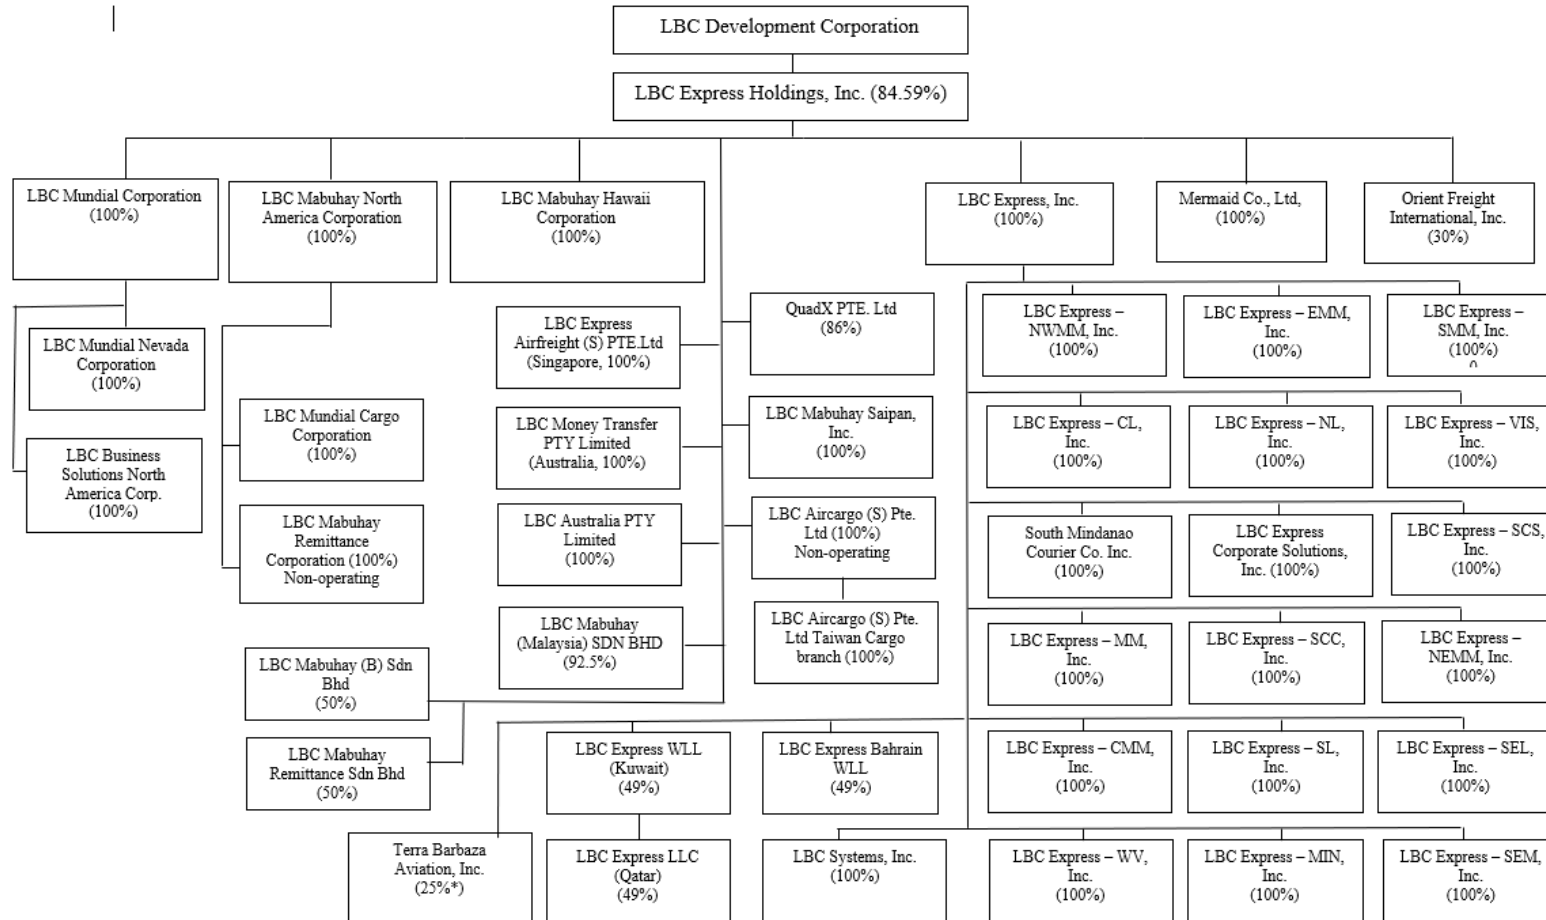 LBC Development Corporation
LBC Express Holdings, Inc. (84.59%)
LBC Mundial Corporation
(100%)
LBC Mabuhay North
America Corporation
(100%)
LBC Mabuhay Hawaii
Corporation
(100%)
LBC Express, Inc.
(100%)
Mermaid Co., Ltd,
(100%)
Orient Freight
International, Inc.
(30%)
LBC Mundial Nevada
Corporation
(100%)
LBC Business
Solutions North
America Corp.
(100%)
LBC Mundial Cargo
Corporation
(100%)
LBC Mabuhay
Remittance
Corporation (100%)
Non-operating
LBC Express
Airfreight (S) PTE.Ltd
(Singapore, 100%)
LBC Money Transfer
PTY Limited
(Australia, 100%)
LBC Australia PTY
Limited
(100%)
LBC Mabuhay
(Malaysia) SDN BHD
(92.5%)
QuadX PTE. Ltd
(86%)
LBC Mabuhay Saipan,
Inc.
(100%)
LBC Aircargo (S) Pte.
Ltd (100%)
Non-operating
LBC Aircargo (S) Pte.
Ltd Taiwan Cargo
branch (100%)
LBC Mabuhay (B) Sdn
Bhd
(50%)
LBC Mabuhay
Remittance Sdn Bhd
(50%)
LBC Express –
NWMM, Inc.
(100%)
LBC Express – EMM,
Inc.
(100%)
LBC Express –
SMM, Inc.
(100%)
LBC Express – CL,
Inc.
(100%)
LBC Express – NL,
Inc.
(100%)
LBC Express – VIS,
Inc.
(100%)
South Mindanao
Courier Co. Inc.
(100%)
LBC Express
Corporate Solutions,
Inc. (100%)
LBC Express – SCS,
Inc.
(100%)
LBC Express – MM,
Inc.
(100%)
LBC Express – SCC,
Inc.
(100%)
LBC Express –
NEMM, Inc.
(100%)
LBC Express WLL
(Kuwait)
(49%)
LBC Express Bahrain
WLL
(49%)
LBC Express – CMM,
Inc.
(100%)
LBC Express – SL,
Inc.
(100%)
LBC Express – SEL,
Inc.
(100%)
Terra Barbaza
Aviation, Inc.
(25%*)
LBC Express LLC
(Qatar)
(49%)
LBC Systems, Inc.
(100%)
LBC Express – WV,
Inc.
(100%)
LBC Express – MIN,
Inc.
(100%)
LBC Express – SEM,
Inc.
(100%)